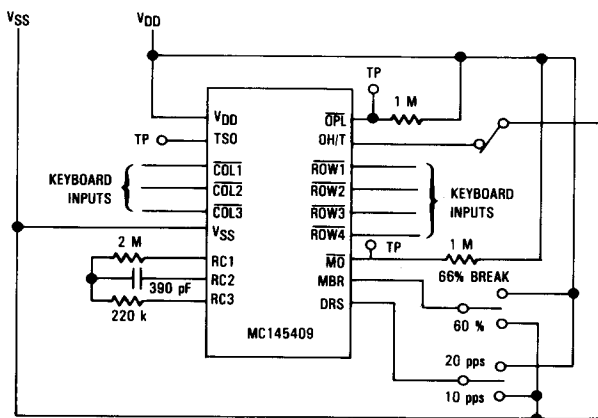 VSS
VDD
TP
1 M
VDD
OPL
TP
TSO
OH/T
KEYBOARD
INPUTS
COL1
COL2
COL3
ROW1
ROW2
ROW3
ROW4
KEYBOARD
INPUTS
VSS
TP
2 M
RC1
MO
1 M
66% BREAK
390 pF
RC2
MBR
220 k
RC3
DRS
60 %
MC145409
20 pps
10 pps